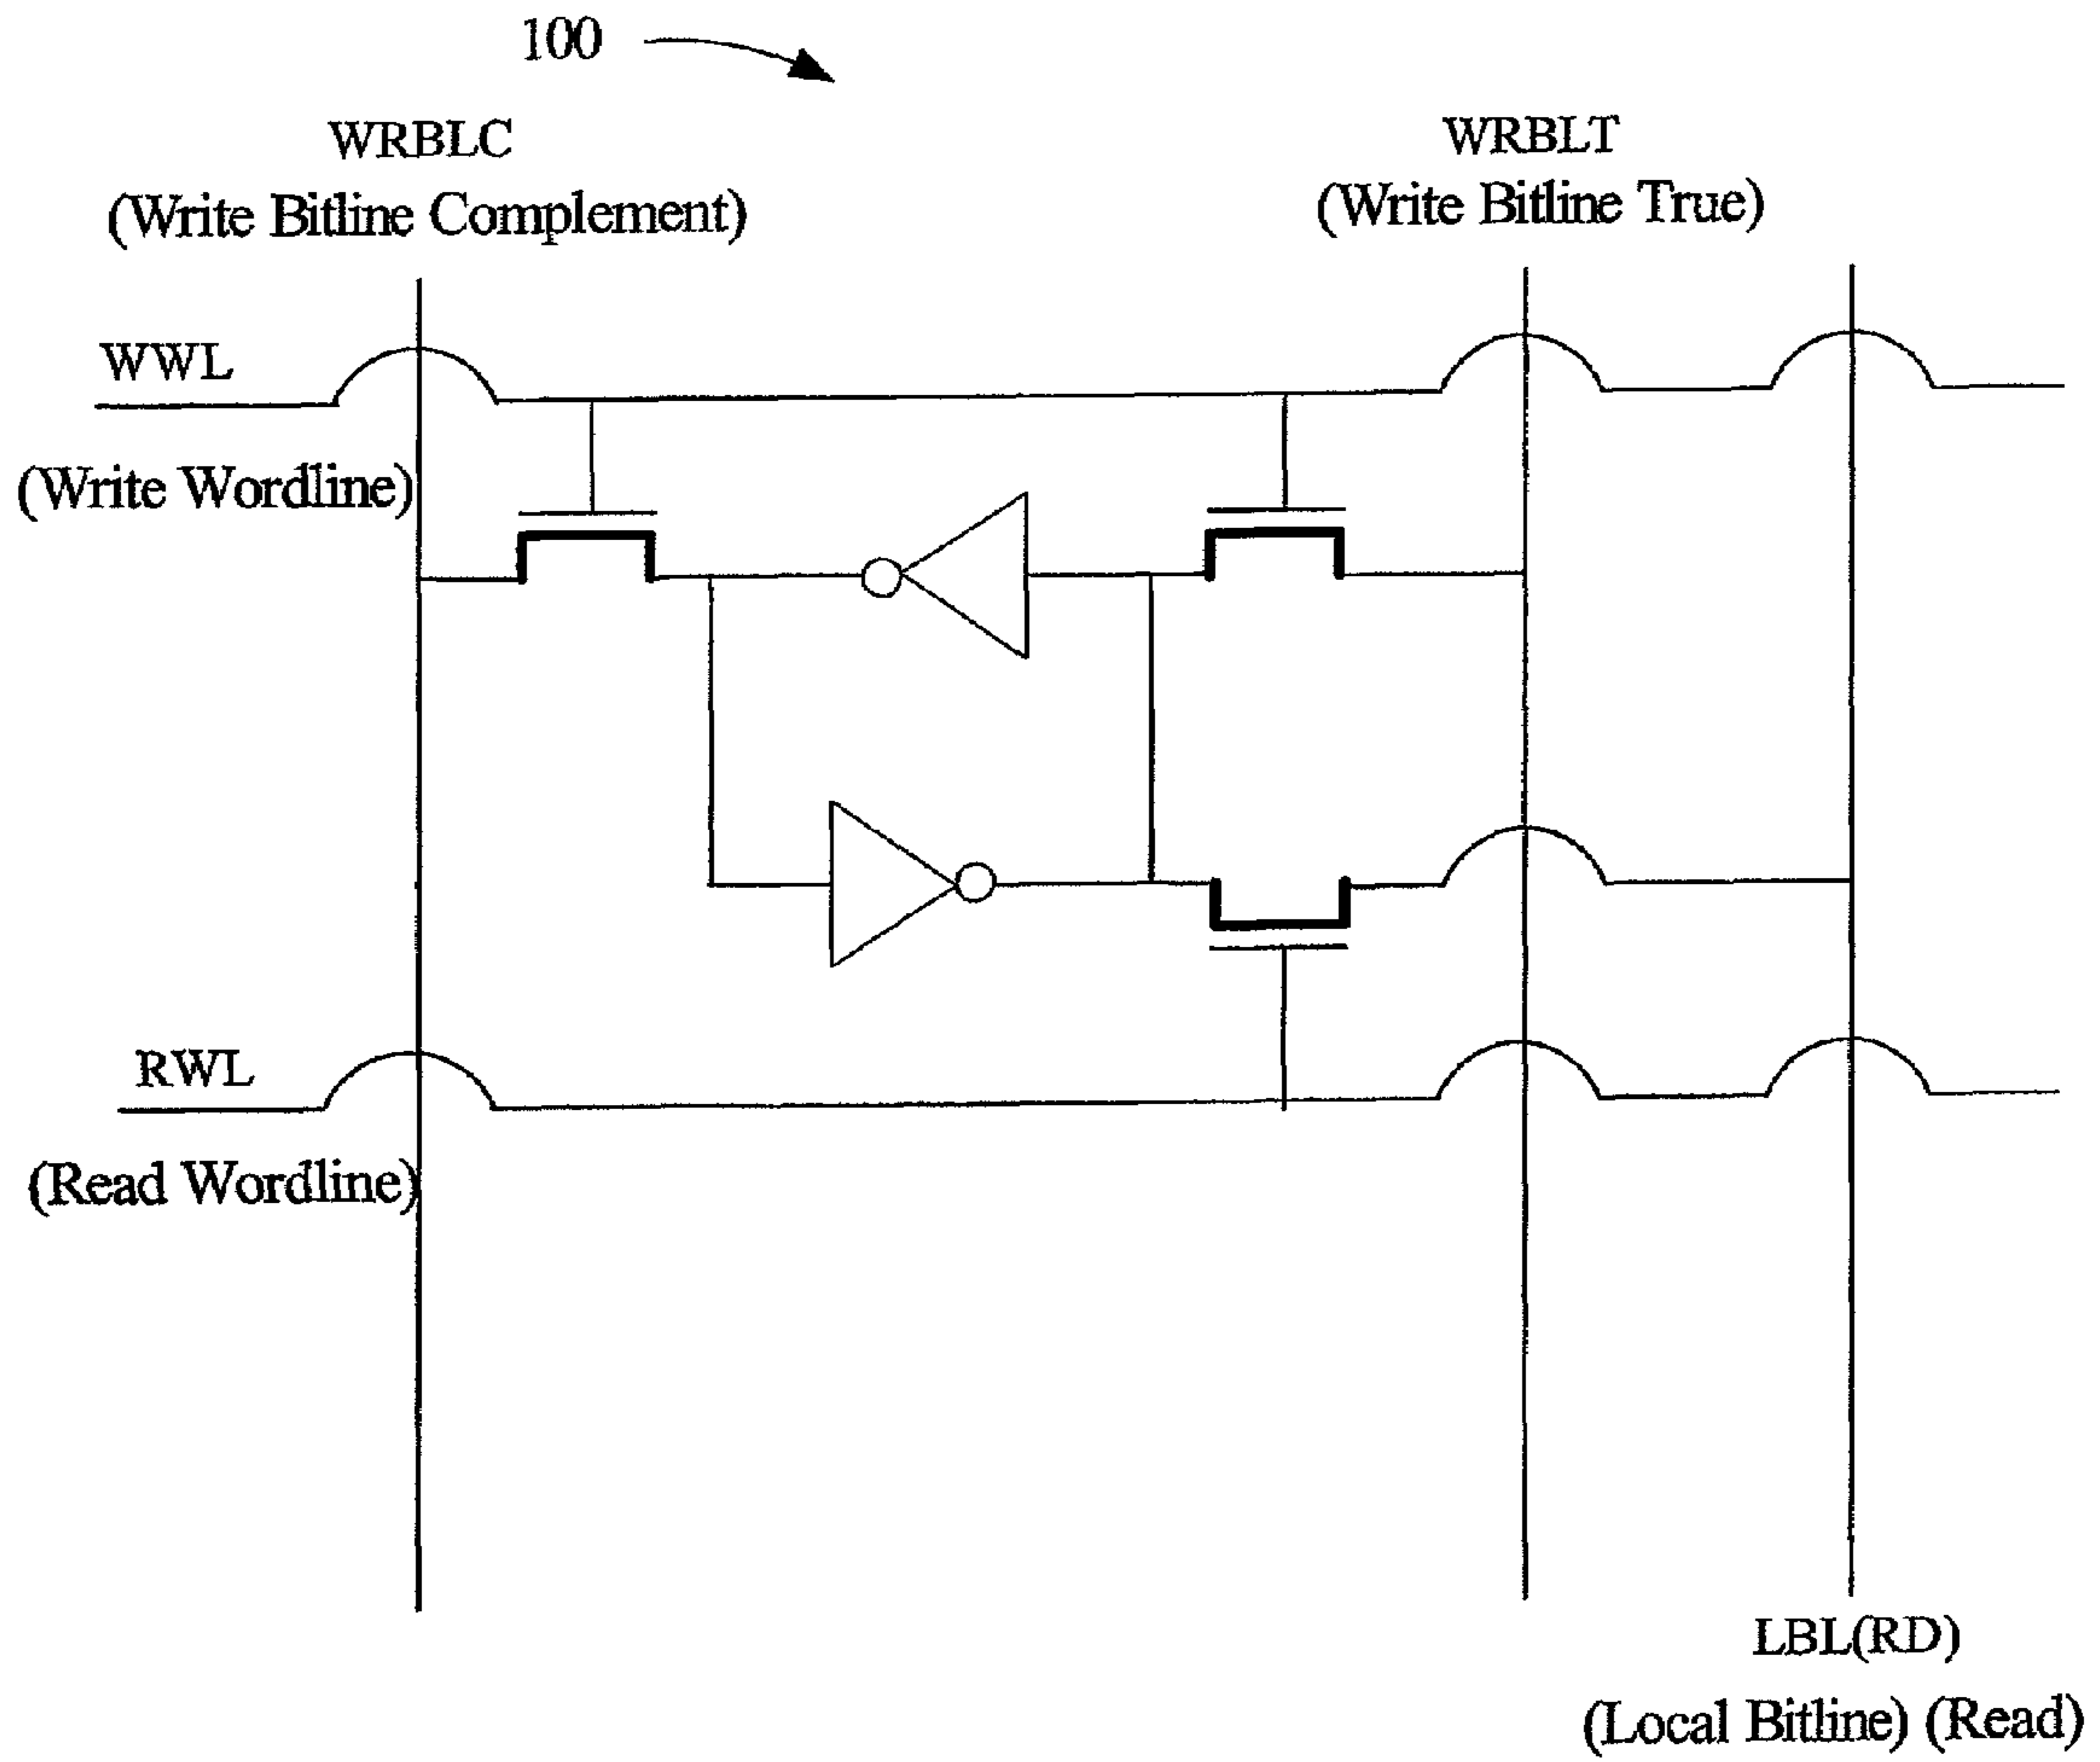 100
WRBLC
(Write Bitline Complement)
WRBLT
(Write Bitline True)
WWL
(Write Wordline)
RWL
(Read Wordline)
LBL(RD)
(Local Bitline) (Read)